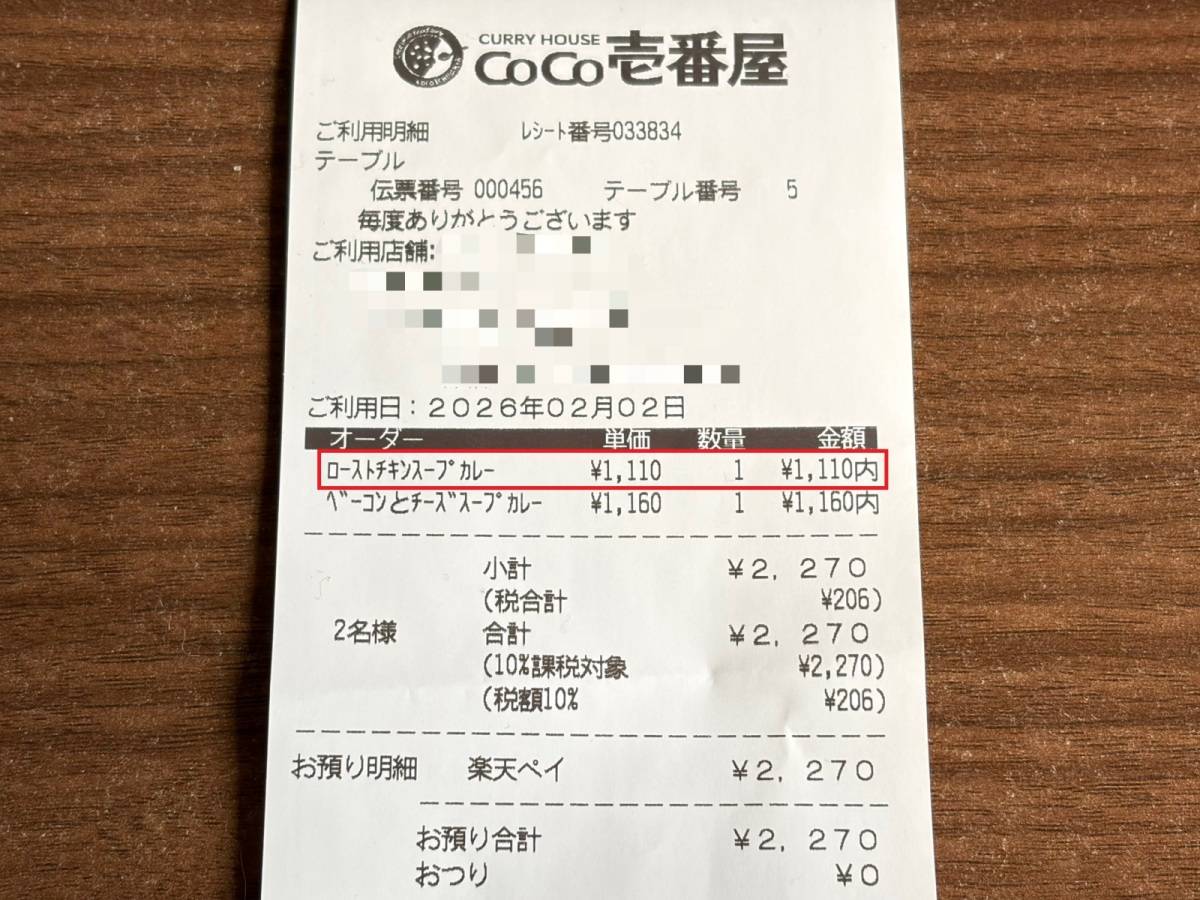 CURRY HOUSE
CoCo壱番屋
ご利用明細 ﾚｼｰﾄ番号033834
テーブル
伝票番号 000456 テーブル番号 5
毎度ありがとうございます
ご利用店舗:
ご利用日：２０２６年０２月０２日
オーダー 単価 数量 金額
ﾛｰｽﾄﾁｷﾝｽｰﾌﾟｶﾚｰ ¥1,110 1 ¥1,110内
ﾍﾞｰｺﾝとﾁｰｽﾞｽｰﾌﾟｶﾚｰ ¥1,160 1 ¥1,160内
小計 ￥２，２７０
(税合計 ¥206)
2名様 合計 ￥２，２７０
(10%課税対象 ¥2,270)
(税額10% ¥206)
お預り明細 楽天ペイ ￥２，２７０
お預り合計 ￥２，２７０
おつり ￥０